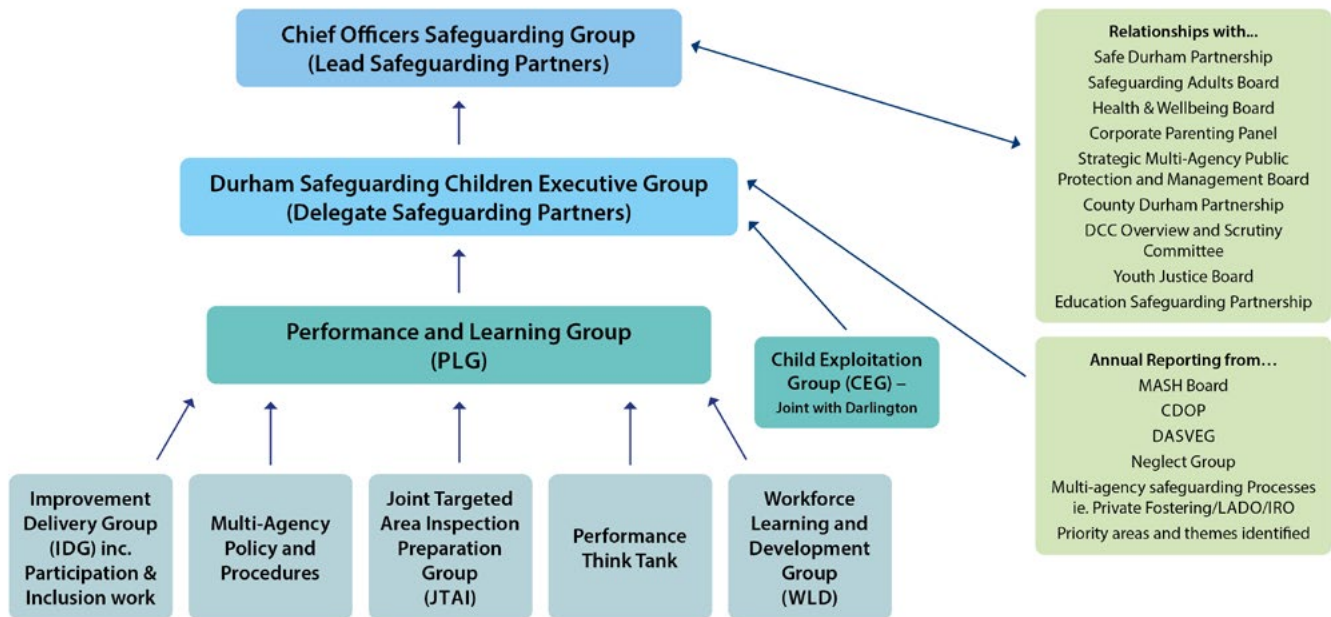 Chief Officers Safeguarding Group
(Lead Safeguarding Partners)
Durham Safeguarding Children Executive Group
(Delegate Safeguarding Partners)
Performance and Learning Group
(PLG)
Child Exploitation
Group (CEG) –
Joint with Darlington
Improvement
Delivery Group
(IDG) inc.
Participation &
Inclusion work
Multi-Agency
Policy and
Procedures
Joint Targeted
Area Inspection
Preparation
Group
(JTAI)
Performance
Think Tank
Workforce
Learning and
Development
Group
(WLD)
Relationships with...
Safe Durham Partnership
Safeguarding Adults Board
Health & Wellbeing Board
Corporate Parenting Panel
Strategic Multi-Agency Public
Protection and Management Board
County Durham Partnership
DCC Overview and Scrutiny
Committee
Youth Justice Board
Education Safeguarding Partnership
Annual Reporting from…
MASH Board
CDOP
DASVEG
Neglect Group
Multi-agency safeguarding Processes
ie. Private Fostering/LADO/IRO
Priority areas and themes identified